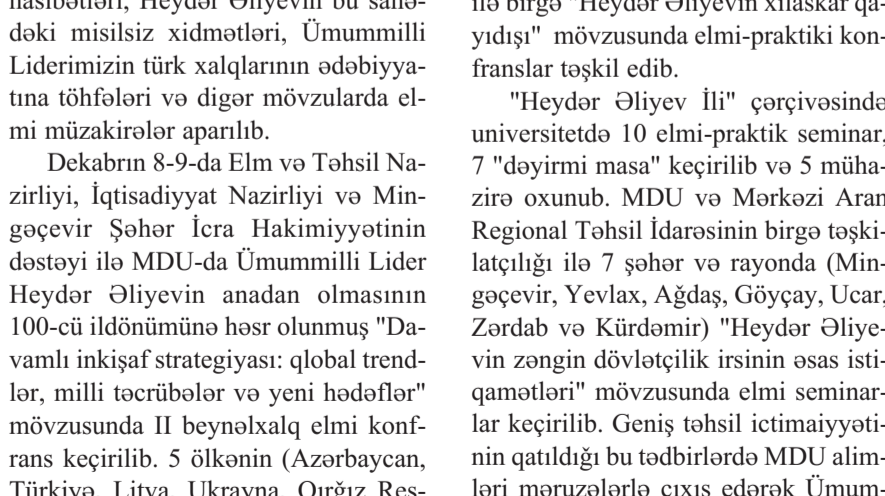 nasibətləri, Heydər Əliyevin bu sahə-
dəki misilsiz xidmətləri, Ümummilli
Liderimizin türk xalqlarının ədəbiyya-
tına töhfələri və digər mövzularda el-
mi müzakirələr aparılıb.
Dekabrın 8-9-da Elm və Təhsil Na-
zirliyi, İqtisadiyyat Nazirliyi və Min-
gəçevir Şəhər İcra Hakimiyyətinin
dəstəyi ilə MDU-da Ümummilli Lider
Heydər Əliyevin anadan olmasının
100-cü ildönümünə həsr olunmuş "Da-
vamlı inkişaf strategiyası: qlobal trend-
lər, milli təcrübələr və yeni hədəflər"
mövzusunda II beynəlxalq elmi konf-
rans keçirilib. 5 ölkənin (Azərbaycan,
Türkiyə, Litva, Ukrayna, Qırğız Res-
ilə birgə "Heydər Əliyevin xilaskar qa-
yıdışı" mövzusunda elmi-praktiki kon-
franslar təşkil edib.
"Heydər Əliyev İli" çərçivəsində
universitetdə 10 elmi-praktik seminar,
7 "dəyirmi masa" keçirilib və 5 müha-
zirə oxunub. MDU və Mərkəzi Aran
Regional Təhsil İdarəsinin birgə təşki-
latçılığı ilə 7 şəhər və rayonda (Min-
gəçevir, Yevlax, Ağdaş, Göyçay, Ucar,
Zərdab və Kürdəmir) "Heydər Əliye-
vin zəngin dövlətçilik irsinin əsas isti-
qamətləri" mövzusunda elmi seminar-
lar keçirilib. Geniş təhsil ictimaiyyəti-
nin qatıldığı bu tədbirlərdə MDU alim-
ləri məruzələrlə çıxış edərək Ümum-